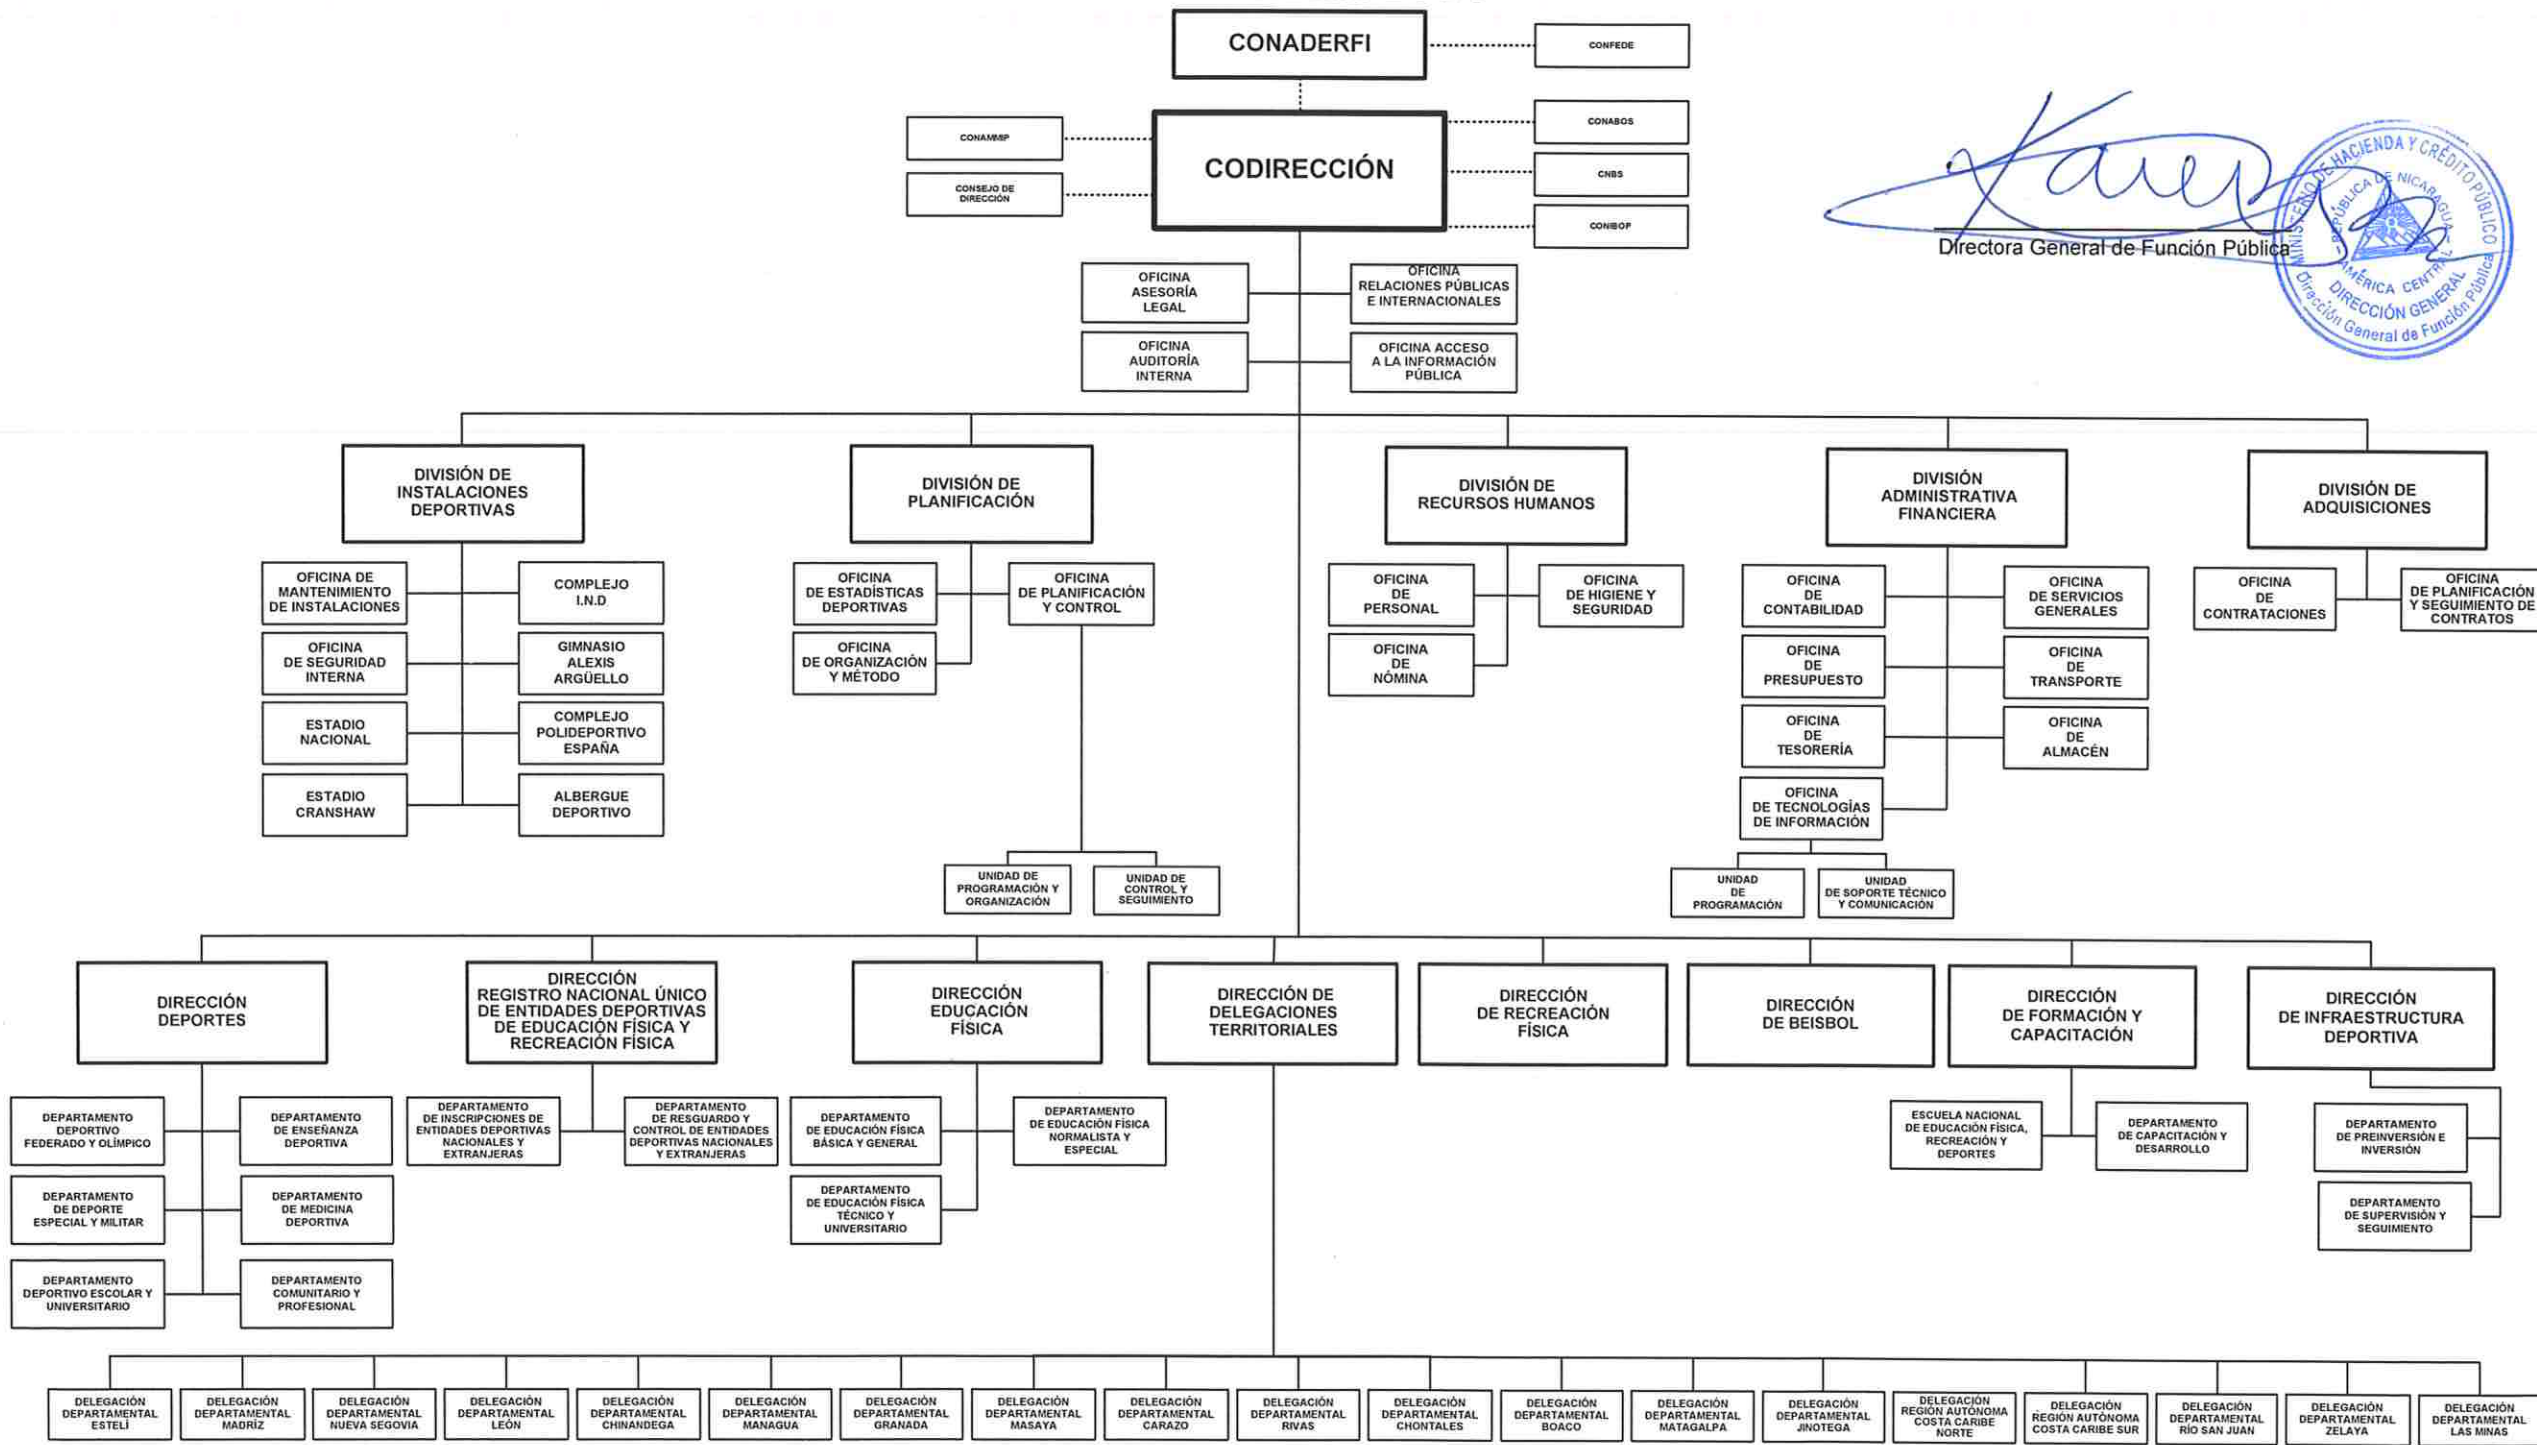 CONADERFI
CONFEDE
CONAMMIP
CONSEJO DE
DIRECCIÓN
CODIRECCIÓN
CONABOS
CNBS
CONIBOP
Directora General de Función Pública
MINISTERIO DE HACIENDA Y CRÉDITO PÚBLICO
REPÚBLICA DE NICARAGUA
AMÉRICA CENTRAL
DIRECCIÓN GENERAL
Dirección General de Función Pública
OFICINA
ASESORÍA
LEGAL
OFICINA
RELACIONES PÚBLICAS
E INTERNACIONALES
OFICINA
AUDITORÍA
INTERNA
OFICINA ACCESO
A LA INFORMACIÓN
PÚBLICA
DIVISIÓN DE
INSTALACIONES
DEPORTIVAS
DIVISIÓN DE
PLANIFICACIÓN
DIVISIÓN DE
RECURSOS HUMANOS
DIVISIÓN
ADMINISTRATIVA
FINANCIERA
DIVISIÓN DE
ADQUISICIONES
OFICINA DE
MANTENIMIENTO
DE INSTALACIONES
COMPLEJO
I.N.D
OFICINA
DE SEGURIDAD
INTERNA
GIMNASIO
ALEXIS
ARGÜELLO
ESTADIO
NACIONAL
COMPLEJO
POLIDEPORTIVO
ESPAÑA
ESTADIO
CRANSHAW
ALBERGUE
DEPORTIVO
OFICINA
DE ESTADÍSTICAS
DEPORTIVAS
OFICINA
DE PLANIFICACIÓN
Y CONTROL
OFICINA
DE ORGANIZACIÓN
Y MÉTODO
UNIDAD DE
PROGRAMACIÓN Y
ORGANIZACIÓN
UNIDAD DE
CONTROL Y
SEGUIMIENTO
OFICINA
DE
PERSONAL
OFICINA
DE HIGIENE Y
SEGURIDAD
OFICINA
DE
NÓMINA
OFICINA
DE
CONTABILIDAD
OFICINA
DE SERVICIOS
GENERALES
OFICINA
DE
PRESUPUESTO
OFICINA
DE
TRANSPORTE
OFICINA
DE
TESORERÍA
OFICINA
DE
ALMACÉN
OFICINA
DE TECNOLOGÍAS
DE INFORMACIÓN
UNIDAD
DE
PROGRAMACIÓN
UNIDAD
DE SOPORTE TÉCNICO
Y COMUNICACIÓN
OFICINA
DE
CONTRATACIONES
OFICINA
DE PLANIFICACIÓN
Y SEGUIMIENTO DE
CONTRATOS
DIRECCIÓN
DEPORTES
DIRECCIÓN
REGISTRO NACIONAL ÚNICO
DE ENTIDADES DEPORTIVAS
DE EDUCACIÓN FÍSICA Y
RECREACIÓN FÍSICA
DIRECCIÓN
EDUCACIÓN
FÍSICA
DIRECCIÓN DE
DELEGACIONES
TERRITORIALES
DIRECCIÓN
DE RECREACIÓN
FÍSICA
DIRECCIÓN
DE BEISBOL
DIRECCIÓN
DE FORMACIÓN Y
CAPACITACIÓN
DIRECCIÓN
DE INFRAESTRUCTURA
DEPORTIVA
DEPARTAMENTO
DEPORTIVO
FEDERADO Y OLÍMPICO
DEPARTAMENTO
DE ENSEÑANZA
DEPORTIVA
DEPARTAMENTO
DE DEPORTE
ESPECIAL Y MILITAR
DEPARTAMENTO
DE MEDICINA
DEPORTIVA
DEPARTAMENTO
DEPORTIVO ESCOLAR Y
UNIVERSITARIO
DEPARTAMENTO
COMUNITARIO Y
PROFESIONAL
DEPARTAMENTO
DE INSCRIPCIONES DE
ENTIDADES DEPORTIVAS
NACIONALES Y
EXTRANJERAS
DEPARTAMENTO
DE RESGUARDO Y
CONTROL DE ENTIDADES
DEPORTIVAS NACIONALES
Y EXTRANJERAS
DEPARTAMENTO
DE EDUCACIÓN FÍSICA
BÁSICA Y GENERAL
DEPARTAMENTO
DE EDUCACIÓN FÍSICA
NORMALISTA Y
ESPECIAL
DEPARTAMENTO
DE EDUCACIÓN FÍSICA
TÉCNICO Y
UNIVERSITARIO
ESCUELA NACIONAL
DE EDUCACIÓN FÍSICA,
RECREACIÓN Y
DEPORTES
DEPARTAMENTO
DE CAPACITACIÓN Y
DESARROLLO
DEPARTAMENTO
DE PREINVERSIÓN E
INVERSIÓN
DEPARTAMENTO
DE SUPERVISIÓN Y
SEGUIMIENTO
DELEGACIÓN
DEPARTAMENTAL
ESTELÍ
DELEGACIÓN
DEPARTAMENTAL
MADRÍZ
DELEGACIÓN
DEPARTAMENTAL
NUEVA SEGOVIA
DELEGACIÓN
DEPARTAMENTAL
LEÓN
DELEGACIÓN
DEPARTAMENTAL
CHINANDEGA
DELEGACIÓN
DEPARTAMENTAL
MANAGUA
DELEGACIÓN
DEPARTAMENTAL
GRANADA
DELEGACIÓN
DEPARTAMENTAL
MASAYA
DELEGACIÓN
DEPARTAMENTAL
CARAZO
DELEGACIÓN
DEPARTAMENTAL
RIVAS
DELEGACIÓN
DEPARTAMENTAL
CHONTALES
DELEGACIÓN
DEPARTAMENTAL
BOACO
DELEGACIÓN
DEPARTAMENTAL
MATAGALPA
DELEGACIÓN
DEPARTAMENTAL
JINOTEGA
DELEGACIÓN
REGIÓN AUTÓNOMA
COSTA CARIBE
NORTE
DELEGACIÓN
REGIÓN AUTÓNOMA
COSTA CARIBE SUR
DELEGACIÓN
DEPARTAMENTAL
RÍO SAN JUAN
DELEGACIÓN
DEPARTAMENTAL
ZELAYA
DELEGACIÓN
DEPARTAMENTAL
LAS MINAS